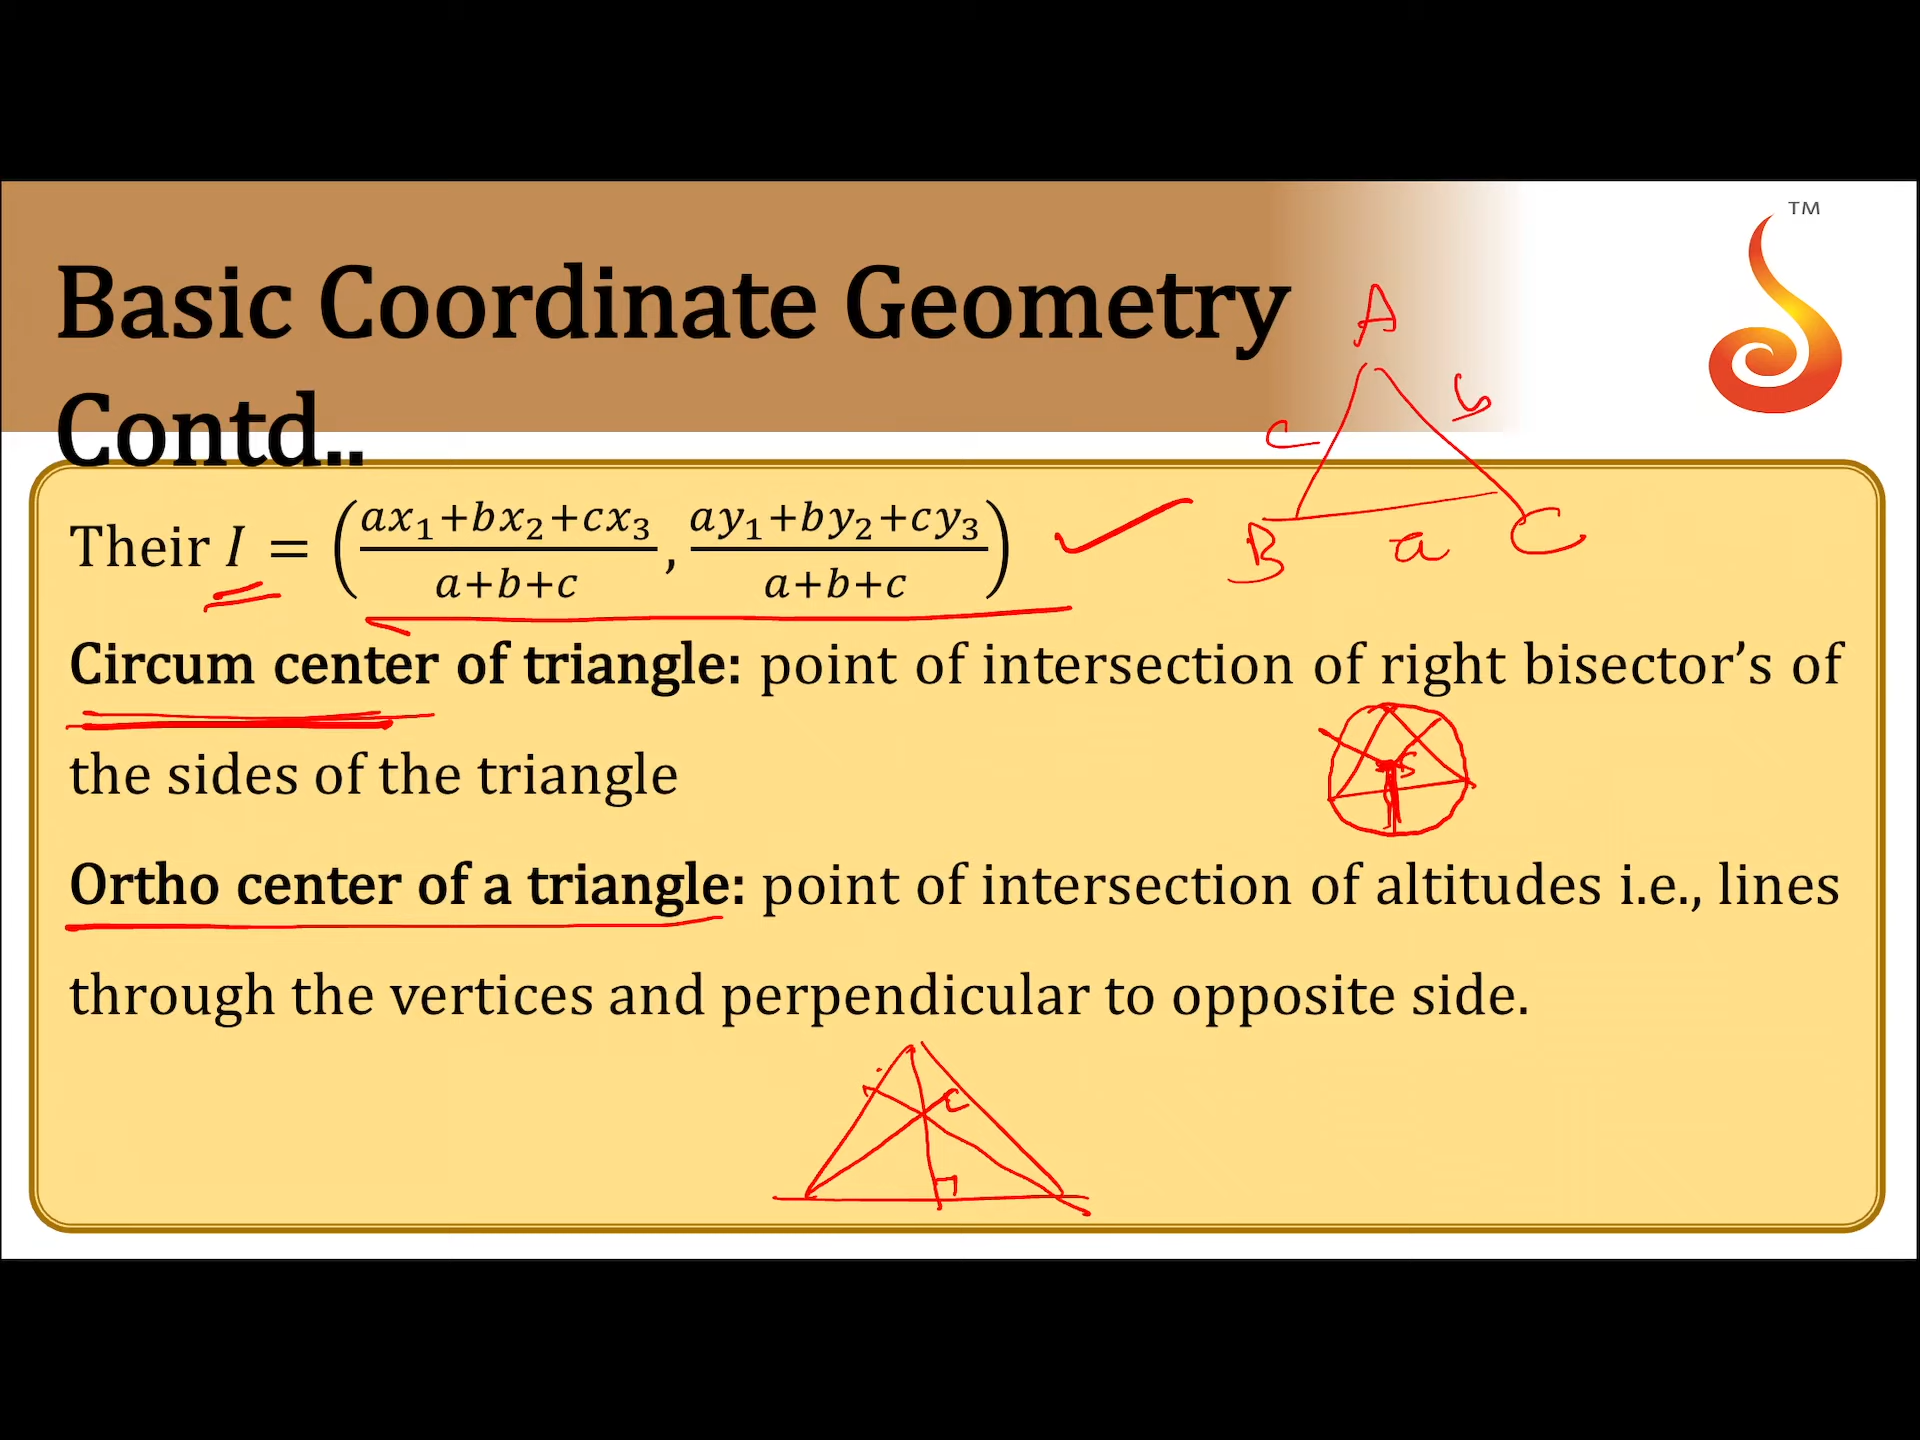 TM
Basic Coordinate Geometry
Contd..
A
b
c
B
a
C
Their I = (ax₁+bx₂+cx₃/a+b+c, ay₁+by₂+cy₃/a+b+c)
Circum center of triangle: point of intersection of right bisector’s of
the sides of the triangle
S
Ortho center of a triangle: point of intersection of altitudes i.e., lines
through the vertices and perpendicular to opposite side.